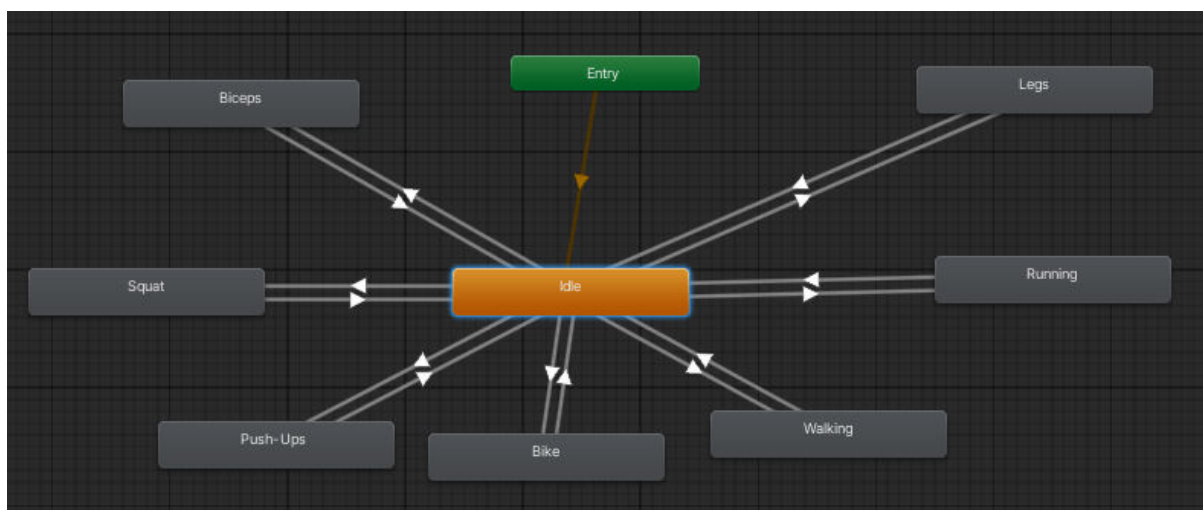 Entry
Biceps
Legs
Squat
Idle
Running
Push-Ups
Bike
Walking